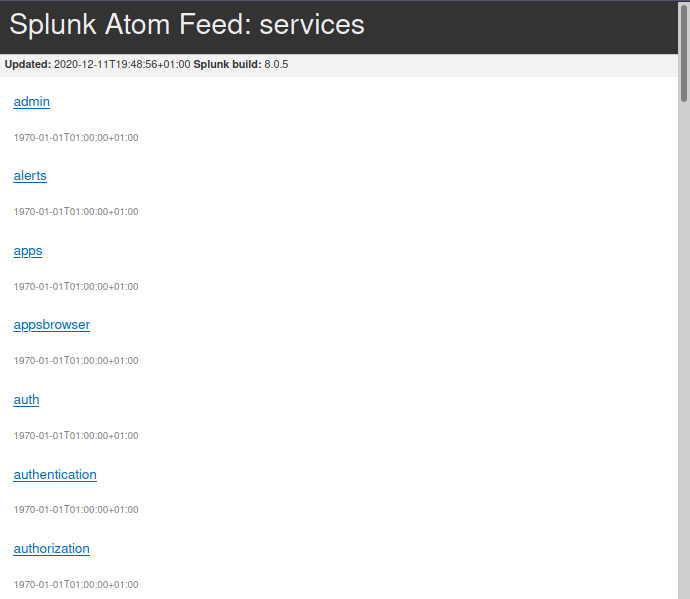 Splunk Atom Feed: services
Updated: 2020-12-11T19:48:56+01:00 Splunk build: 8.0.5
admin
1970-01-01T01:00:00+01:00
alerts
1970-01-01T01:00:00+01:00
apps
1970-01-01T01:00:00+01:00
appsbrowser
1970-01-01T01:00:00+01:00
auth
1970-01-01T01:00:00+01:00
authentication
1970-01-01T01:00:00+01:00
authorization
1970-01-01T01:00:00+01:00